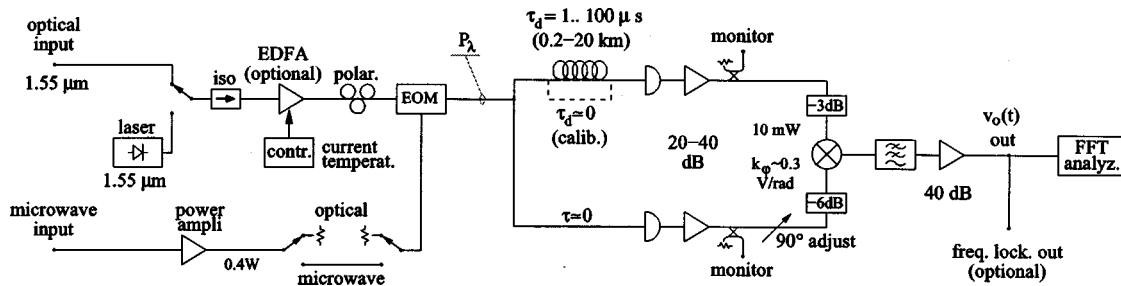 optical
input
1.55 μm
laser
1.55 μm
iso
EDFA
(optional)
contr.
current
temperat.
polar.
EOM
P_λ
microwave
input
power
ampli
0.4W
optical
microwave
τ_d = 1.. 100 μ s
(0.2−20 km)
τ_d≃0
(calib.)
τ≃0
monitor
20−40
dB
monitor
90° adjust
−3dB
10 mW
k_φ~0.3
V/rad
−6dB
40 dB
v_o(t)
out
FFT
analyz.
freq. lock. out
(optional)